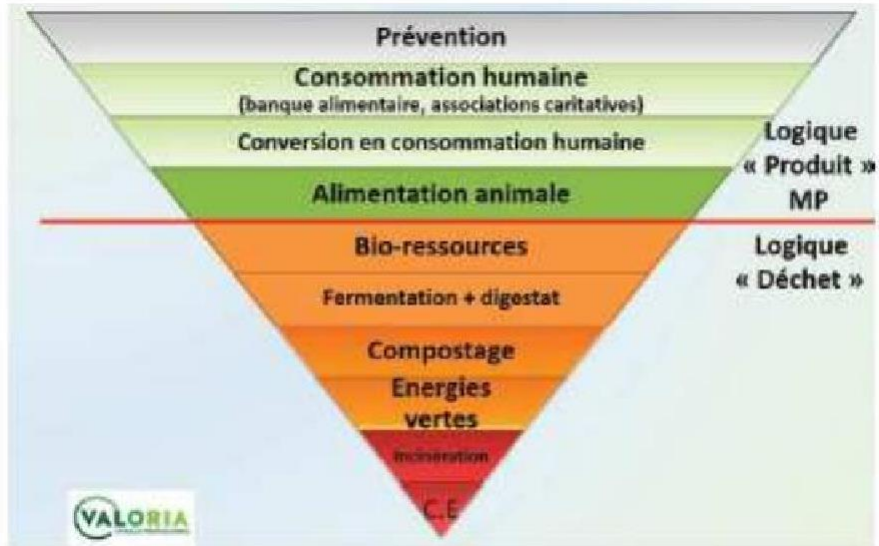 Prévention
Consommation humaine
(banque alimentaire, associations caritatives)
Conversion en consommation humaine
Alimentation animale
Logique
« Produit »
MP
Bio-ressources
Logique
« Déchet »
Fermentation + digestat
Compostage
Energies
vertes
Incinération
C.E
VALORIA